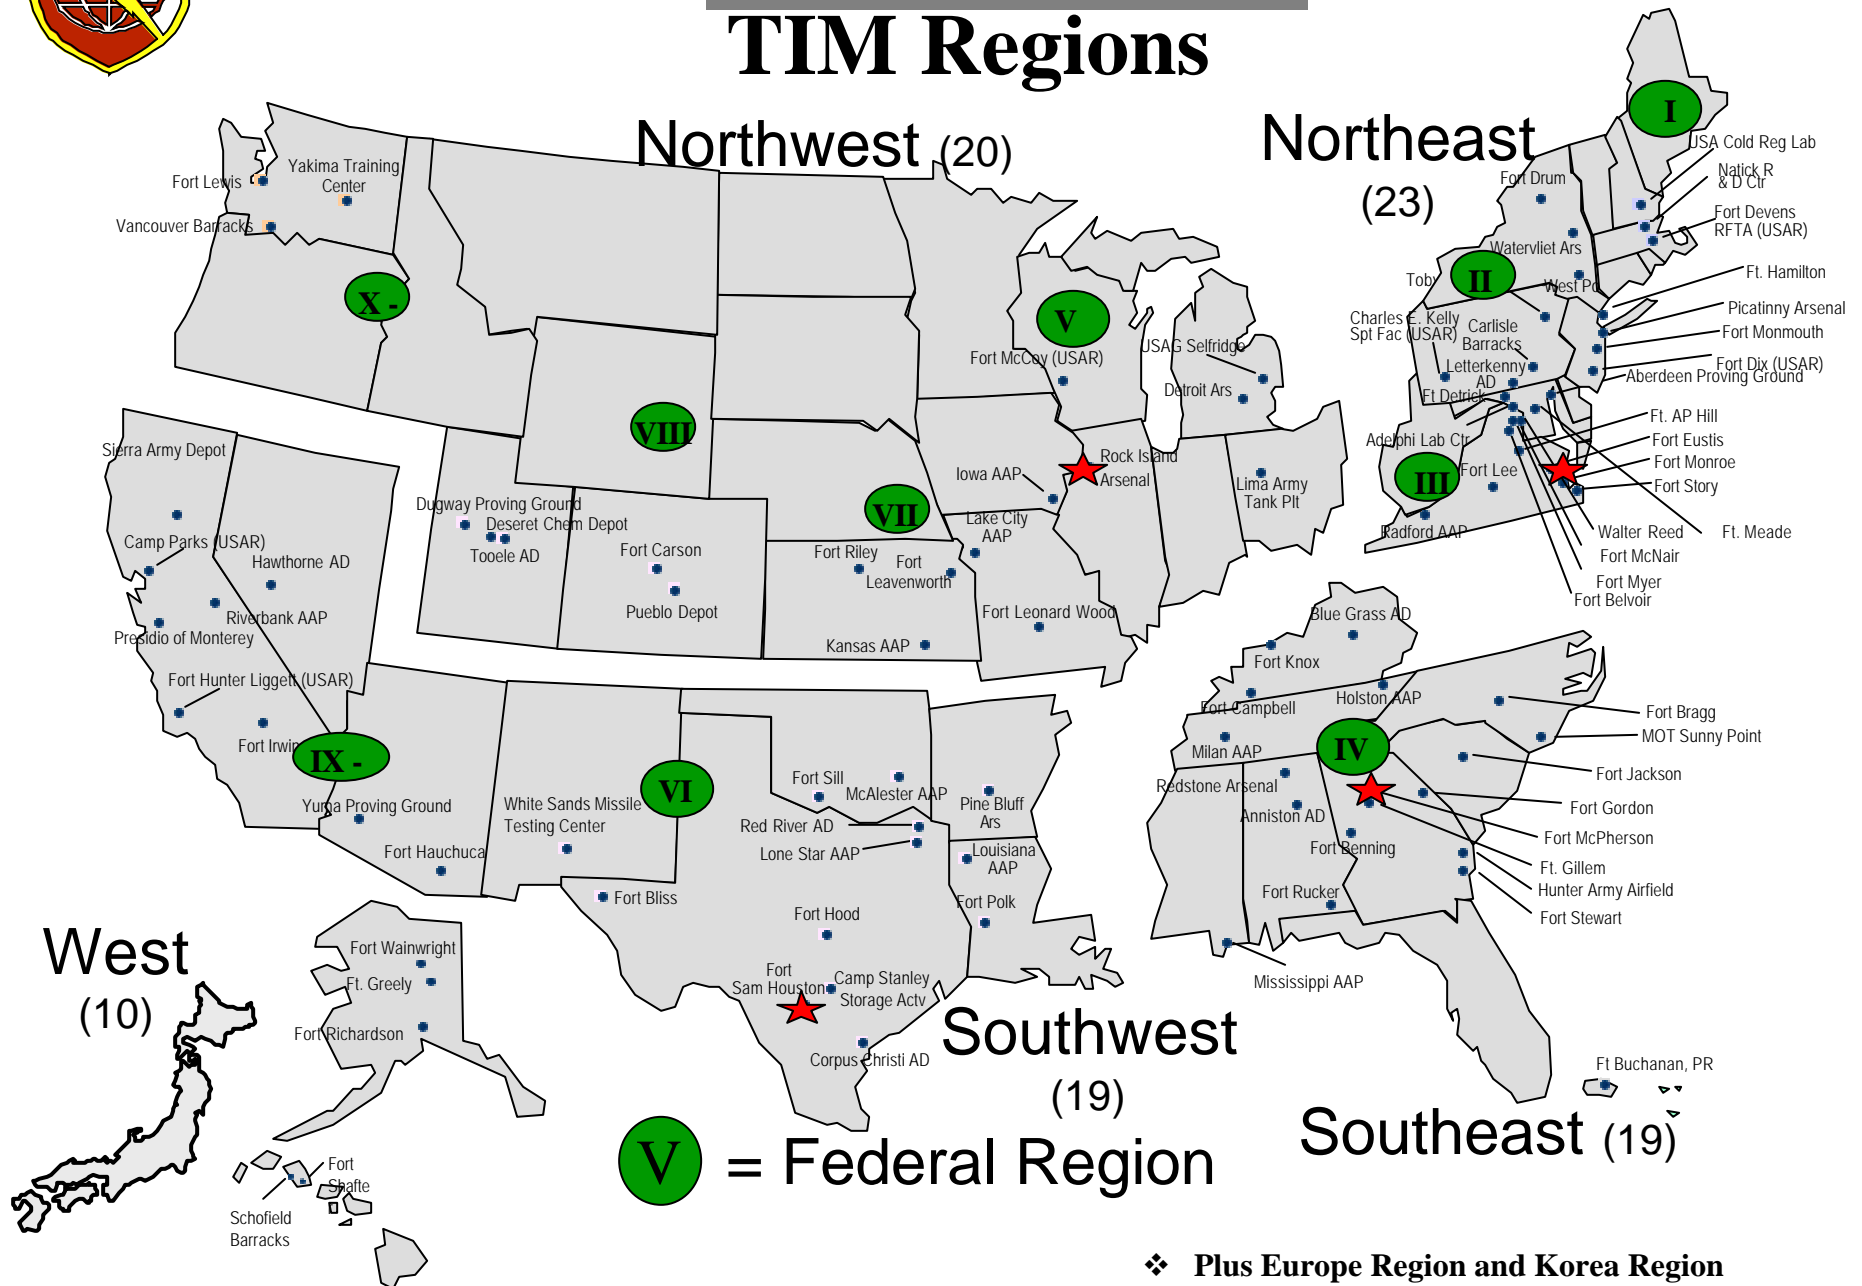 TIM Regions
Northwest (20)
Northeast
(23)
I
USA Cold Reg Lab
Natick R
& D Ctr
Fort Devens
RFTA (USAR)
Fort Drum
Watervliet Ars
II
Toby
West Po
Ft. Hamilton
Picatinny Arsenal
Fort Monmouth
Fort Dix (USAR)
Aberdeen Proving Ground
Charles E. Kelly
Spt Fac (USAR)
Carlisle
Barracks
Letterkenny
AD
Ft Detrick
Adelphi Lab Ctr
III
Fort Lee
Radford AAP
Ft. AP Hill
Fort Eustis
Fort Monroe
Fort Story
Walter Reed
Ft. Meade
Fort McNair
Fort Myer
Fort Belvoir
Fort Lewis
Yakima Training
Center
Vancouver Barracks
X -
V
Fort McCoy (USAR)
USAG Selfridge
Detroit Ars
VIII
VII
Iowa AAP
Rock Island
Arsenal
Lima Army
Tank Plt
Lake City
AAP
Sierra Army Depot
Dugway Proving Ground
Deseret Chem Depot
Tooele AD
Fort Carson
Pueblo Depot
Fort Riley
Fort
Leavenworth
Fort Leonard Wood
Kansas AAP
Camp Parks (USAR)
Hawthorne AD
Riverbank AAP
Presidio of Monterey
Fort Hunter Liggett (USAR)
Fort Irwin
IX -
Yuma Proving Ground
Fort Hauchuca
White Sands Missile
Testing Center
VI
Fort Sill
McAlester AAP
Red River AD
Lone Star AAP
Pine Bluff
Ars
Louisiana
AAP
Fort Polk
Fort Bliss
Fort Hood
Fort
Sam Houston
Camp Stanley
Storage Actv
Corpus Christi AD
Blue Grass AD
Fort Knox
Fort Campbell
Holston AAP
Milan AAP
IV
Redstone Arsenal
Anniston AD
Fort Benning
Fort Rucker
Mississippi AAP
Fort Bragg
MOT Sunny Point
Fort Jackson
Fort Gordon
Fort McPherson
Ft. Gillem
Hunter Army Airfield
Fort Stewart
West
(10)
Fort Wainwright
Ft. Greely
Fort Richardson
Fort
Shafte
Schofield
Barracks
Southwest
(19)
Ft Buchanan, PR
Southeast (19)
V = Federal Region
❖ Plus Europe Region and Korea Region